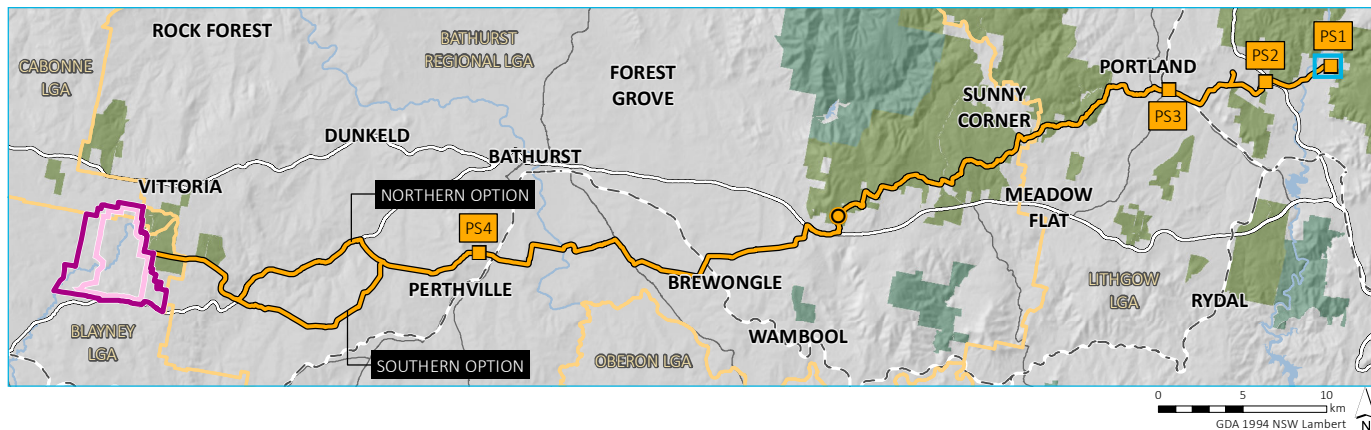 ROCK FOREST
CABONNE
LGA
BATHURST
REGIONAL LGA
FOREST
GROVE
PS1
PS2
PORTLAND
PS3
SUNNY
CORNER
DUNKELD
BATHURST
VITTORIA
NORTHERN OPTION
MEADOW
FLAT
PS4
PERTHVILLE
BREWONGLE
LITHGOW
LGA
RYDAL
BLAYNEY
LGA
WAMBOOL
SOUTHERN OPTION
OBERON LGA
0 5 10
km
GDA 1994 NSW Lambert
N